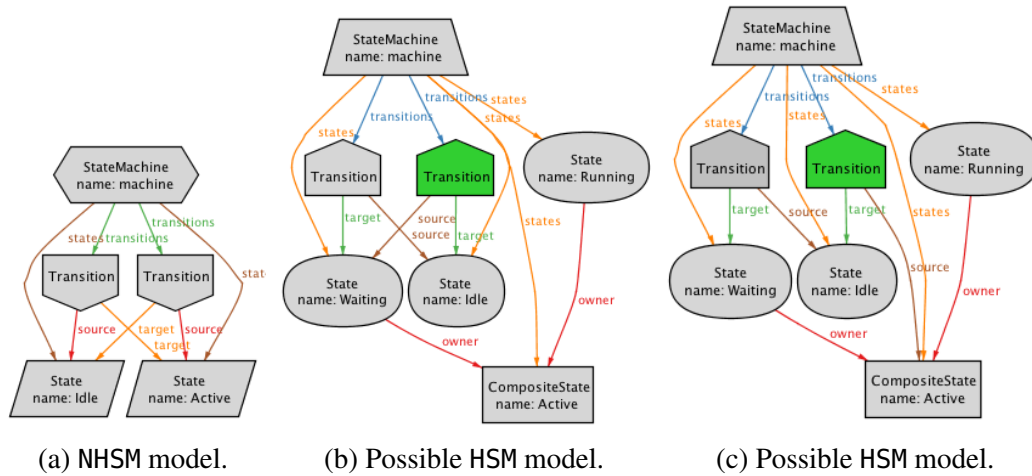 StateMachine
name: machine
states
transitions
transitions
Transition
Transition
source
target
target
source
State
name: Idle
State
name: Active
(a) NHSM model.
StateMachine
name: machine
states
transitions
transitions
states
states
Transition
Transition
State
name: Running
target
source
source
target
states
State
name: Waiting
State
name: Idle
owner
owner
CompositeState
name: Active
(b) Possible HSM model.
StateMachine
name: machine
states
states
transitions
transitions
states
Transition
Transition
State
name: Running
target
source
target
states
source
State
name: Waiting
State
name: Idle
owner
owner
CompositeState
name: Active
(c) Possible HSM model.